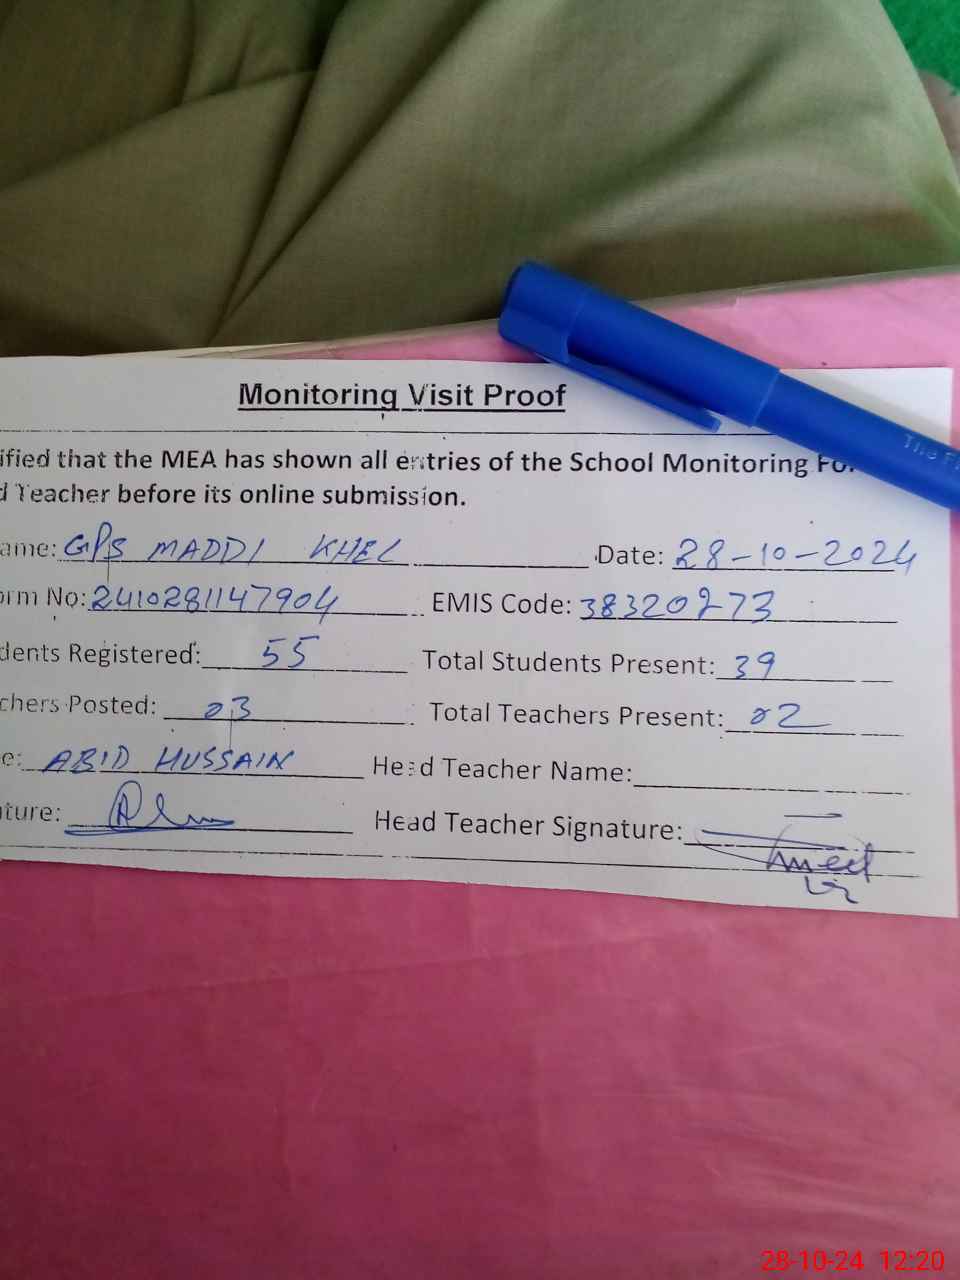 Monitoring Visit Proof
ified that the MEA has shown all entries of the School Monitoring For
d Teacher before its online submission.
ame: GPS MADDI KHEL Date: 28-10-2024
orm No: 2410281147904 EMIS Code: 38320273
dents Registered: 55 Total Students Present: 39
chers Posted: 03 Total Teachers Present: 02
e: ABID HUSSAIN Head Teacher Name:
ture: Head Teacher Signature:
28-10-24 12:20